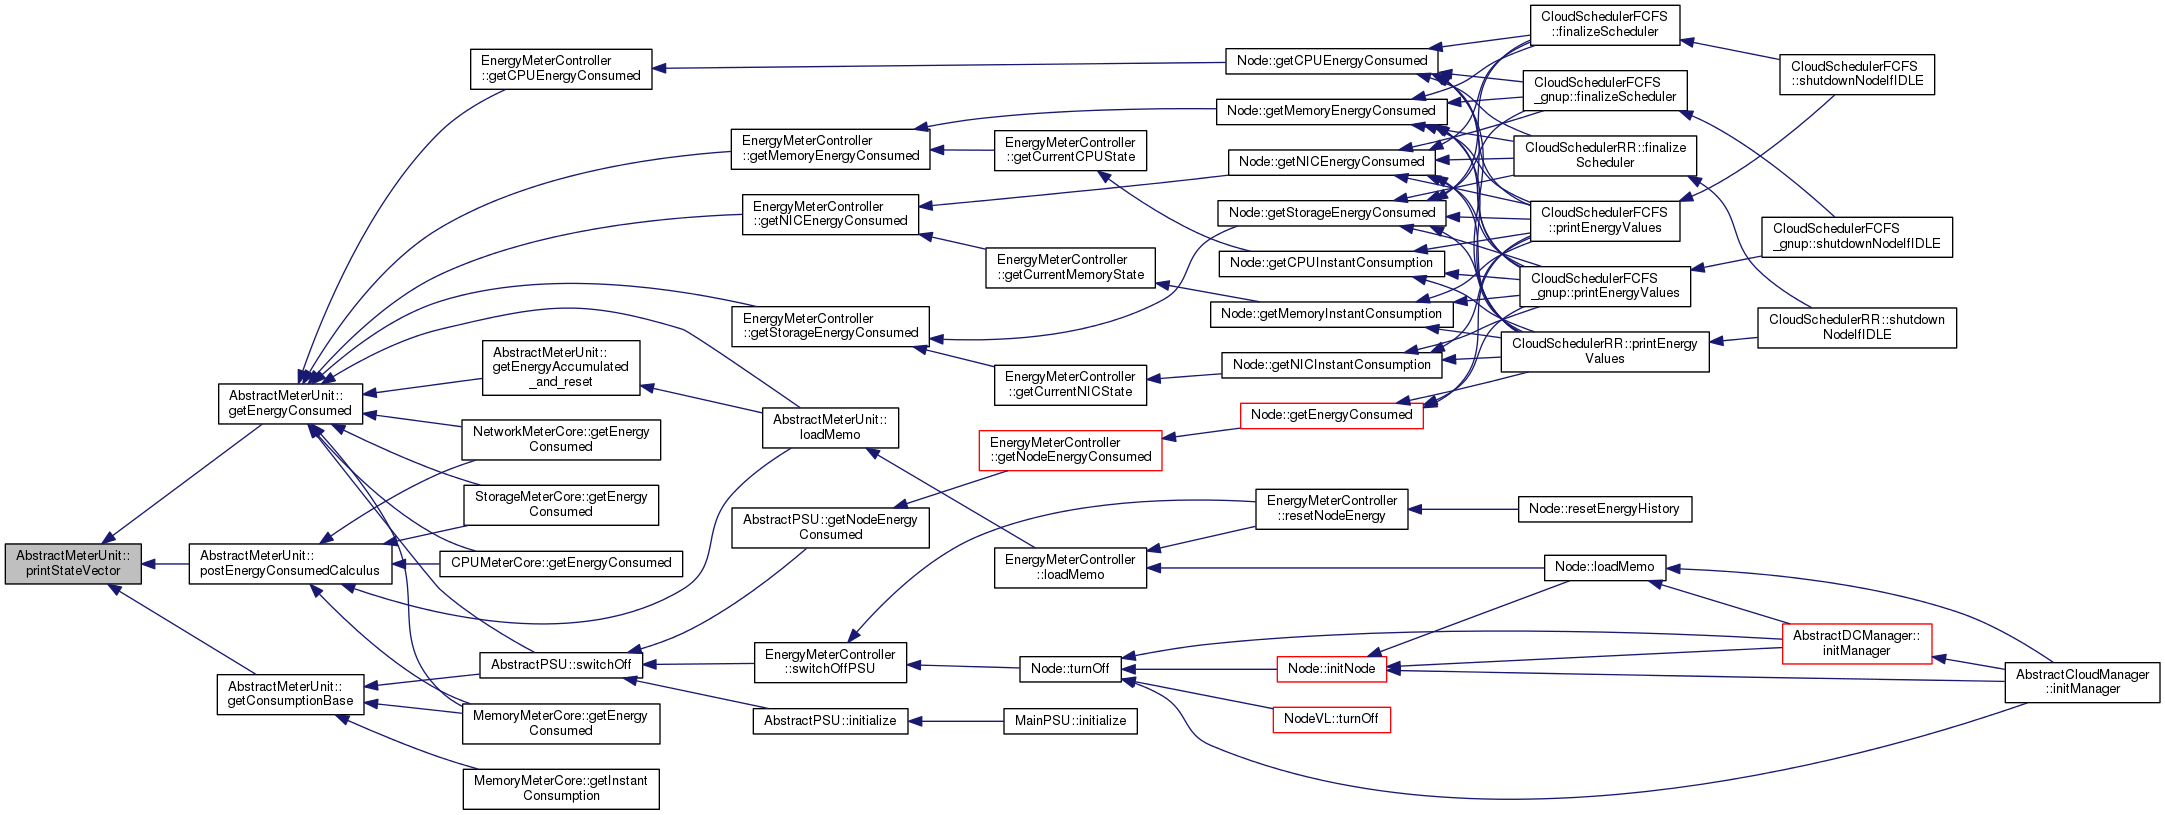 AbstractMeterUnit::
printStateVector
AbstractMeterUnit::
getEnergyConsumed
AbstractMeterUnit::
postEnergyConsumedCalculus
AbstractMeterUnit::
getConsumptionBase
EnergyMeterController
::getCPUEnergyConsumed
AbstractMeterUnit::
getEnergyAccumulated
_and_reset
NetworkMeterCore::getEnergy
Consumed
StorageMeterCore::getEnergy
Consumed
CPUMeterCore::getEnergyConsumed
AbstractPSU::switchOff
MemoryMeterCore::getEnergy
Consumed
MemoryMeterCore::getInstant
Consumption
EnergyMeterController
::getMemoryEnergyConsumed
EnergyMeterController
::getNICEnergyConsumed
EnergyMeterController
::getStorageEnergyConsumed
AbstractMeterUnit::
loadMemo
AbstractPSU::getNodeEnergy
Consumed
EnergyMeterController
::switchOffPSU
AbstractPSU::initialize
EnergyMeterController
::getCurrentCPUState
EnergyMeterController
::getCurrentMemoryState
EnergyMeterController
::getCurrentNICState
EnergyMeterController
::getNodeEnergyConsumed
EnergyMeterController
::loadMemo
Node::turnOff
MainPSU::initialize
Node::getCPUEnergyConsumed
Node::getMemoryEnergyConsumed
Node::getNICEnergyConsumed
Node::getStorageEnergyConsumed
Node::getCPUInstantConsumption
Node::getMemoryInstantConsumption
Node::getNICInstantConsumption
Node::getEnergyConsumed
EnergyMeterController
::resetNodeEnergy
Node::initNode
NodeVL::turnOff
CloudSchedulerFCFS
::finalizeScheduler
CloudSchedulerFCFS
_gnup::finalizeScheduler
CloudSchedulerRR::finalize
Scheduler
CloudSchedulerFCFS
::printEnergyValues
CloudSchedulerFCFS
_gnup::printEnergyValues
CloudSchedulerRR::printEnergy
Values
Node::resetEnergyHistory
Node::loadMemo
CloudSchedulerFCFS
::shutdownNodeIfIDLE
CloudSchedulerFCFS
_gnup::shutdownNodeIfIDLE
CloudSchedulerRR::shutdown
NodeIfIDLE
AbstractDCManager::
initManager
AbstractCloudManager
::initManager